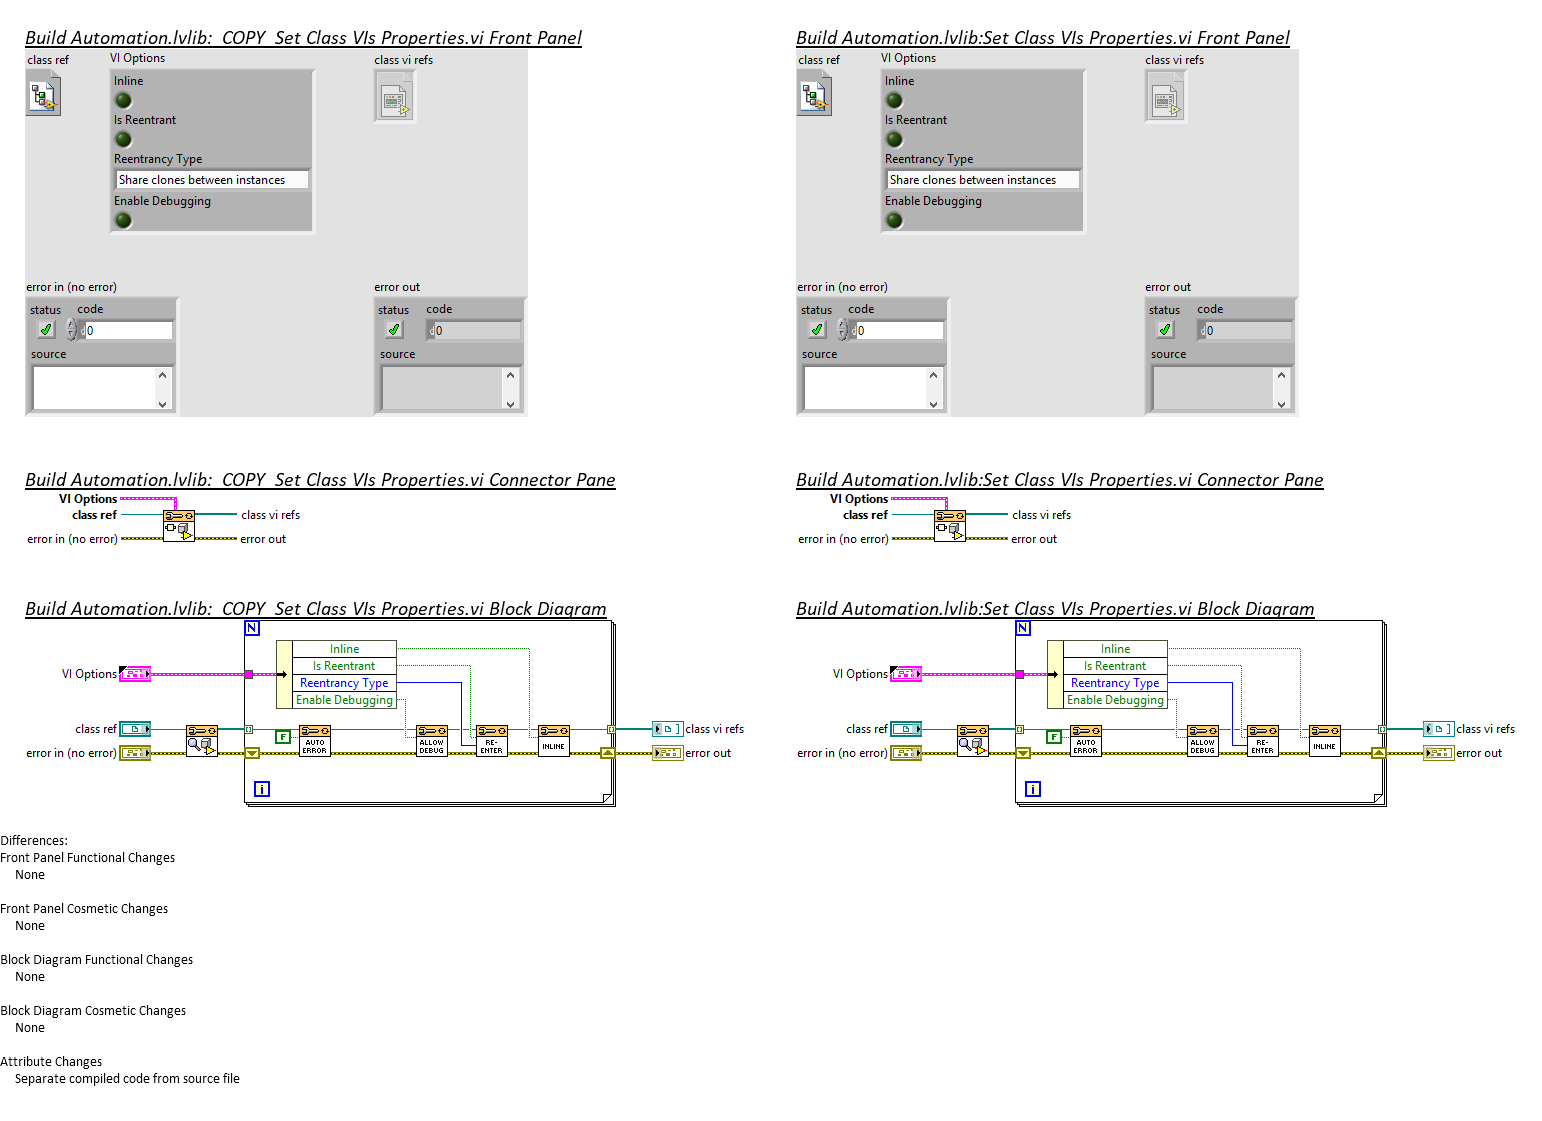 Build Automation.lvlib:  COPY  Set Class VIs Properties.vi Front Panel
class ref
VI Options
class vi refs
Inline
Is Reentrant
Reentrancy Type
Share clones between instances
Enable Debugging
error in (no error)
error out
status
code
status
code
0
d0
source
source
Build Automation.lvlib:Set Class VIs Properties.vi Front Panel
class ref
VI Options
class vi refs
Inline
Is Reentrant
Reentrancy Type
Share clones between instances
Enable Debugging
error in (no error)
error out
status
code
status
code
0
d0
source
source
Build Automation.lvlib:  COPY  Set Class VIs Properties.vi Connector Pane
VI Options
class ref
class vi refs
error in (no error)
error out
Build Automation.lvlib:Set Class VIs Properties.vi Connector Pane
VI Options
class ref
class vi refs
error in (no error)
error out
Build Automation.lvlib:  COPY  Set Class VIs Properties.vi Block Diagram
N
Inline
Is Reentrant
VI Options
Reentrancy Type
Enable Debugging
class ref
class vi refs
F
AUTO ERROR
ALLOW DEBUG
RE-ENTER
INLINE
error in (no error)
error out
i
Build Automation.lvlib:Set Class VIs Properties.vi Block Diagram
N
Inline
Is Reentrant
VI Options
Reentrancy Type
Enable Debugging
class ref
class vi refs
F
AUTO ERROR
ALLOW DEBUG
RE-ENTER
INLINE
error in (no error)
error out
i
Differences:
Front Panel Functional Changes
None
Front Panel Cosmetic Changes
None
Block Diagram Functional Changes
None
Block Diagram Cosmetic Changes
None
Attribute Changes
Separate compiled code from source file